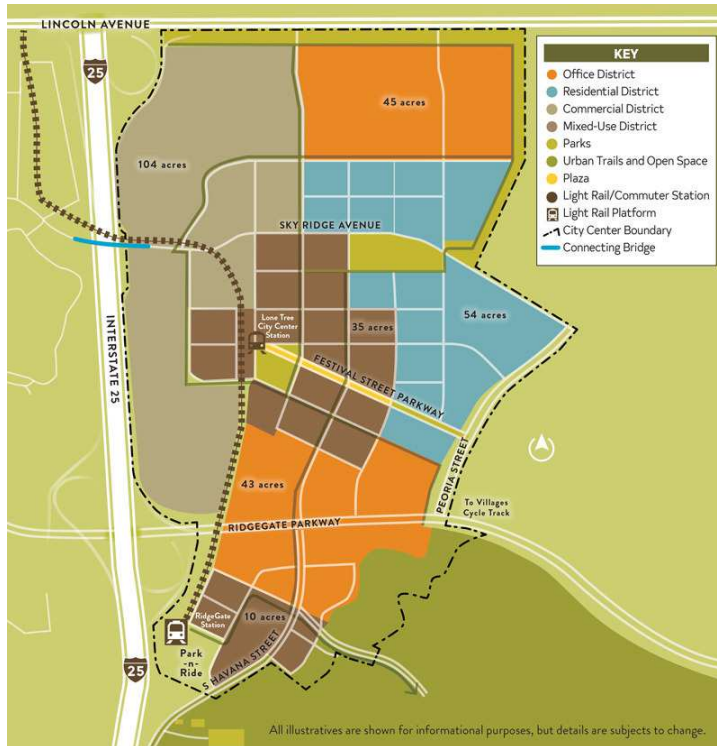 LINCOLN AVENUE
25
KEY
Office District
Residential District
Commercial District
Mixed-Use District
Parks
Urban Trails and Open Space
Plaza
Light Rail/Commuter Station
Light Rail Platform
City Center Boundary
Connecting Bridge
45 acres
104 acres
SKY RIDGE AVENUE
INTERSTATE 25
Lone Tree
City Center
Station
35 acres
54 acres
FESTIVAL STREET PARKWAY
PEORIA STREET
43 acres
To Villages
Cycle Track
RIDGEGATE PARKWAY
RidgeGate
Station
10 acres
Park
-n-
Ride
S HAVANA STREET
25
All illustratives are shown for informational purposes, but details are subject to change.